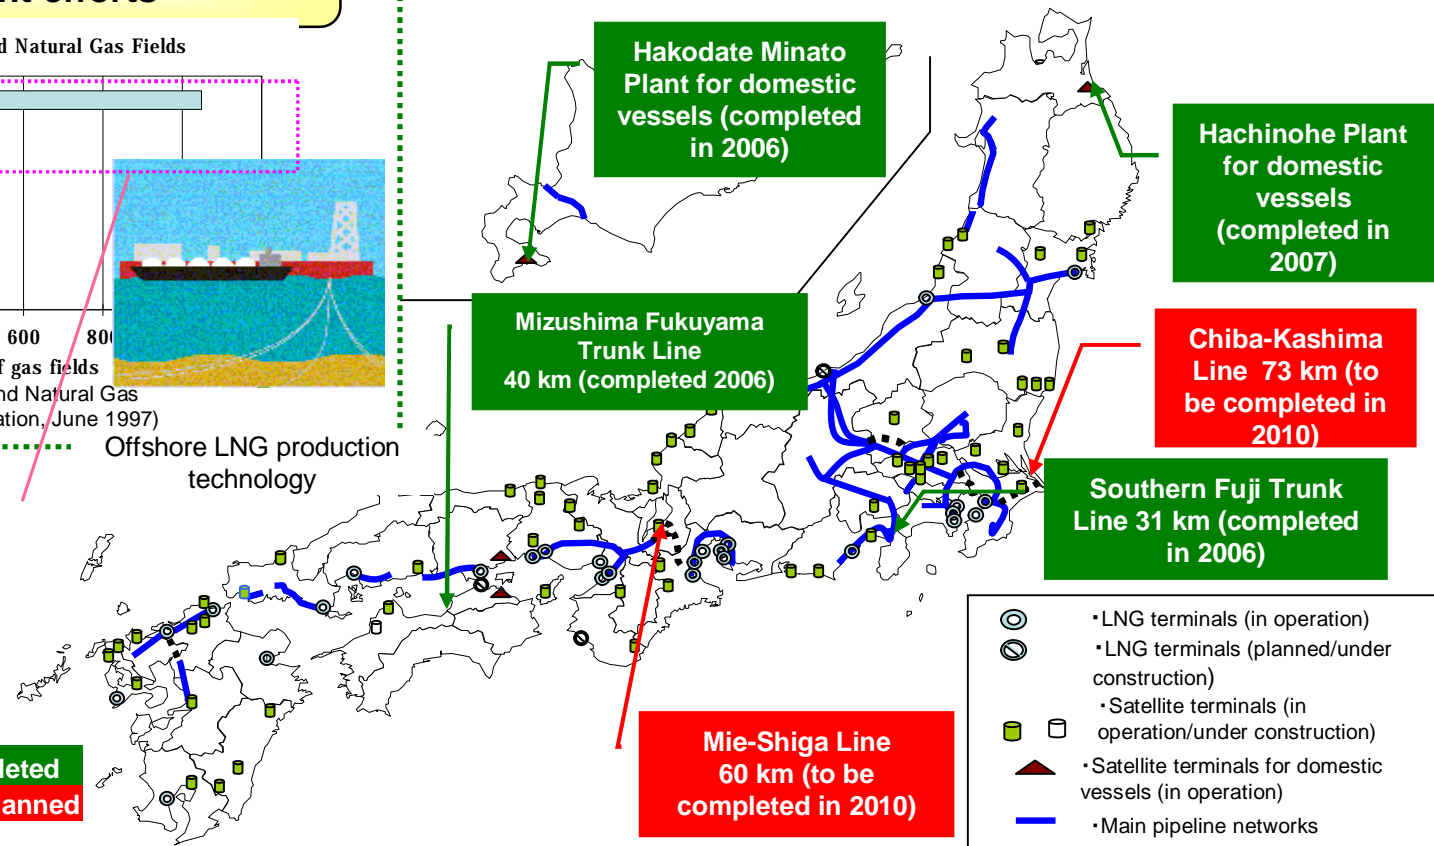 nt efforts
d Natural Gas Fields
600 80
f gas fields
nd Natural Gas
ation, June 1997)
Offshore LNG production
technology
leted
anned
Hakodate Minato
Plant for domestic
vessels (completed
in 2006)
Hachinohe Plant
for domestic
vessels
(completed in
2007)
Mizushima Fukuyama
Trunk Line
40 km (completed 2006)
Chiba-Kashima
Line 73 km (to
be completed in
2010)
Southern Fuji Trunk
Line 31 km (completed
in 2006)
Mie-Shiga Line
60 km (to be
completed in 2010)
・LNG terminals (in operation)
・LNG terminals (planned/under
construction)
・Satellite terminals (in
operation/under construction)
・Satellite terminals for domestic
vessels (in operation)
・Main pipeline networks